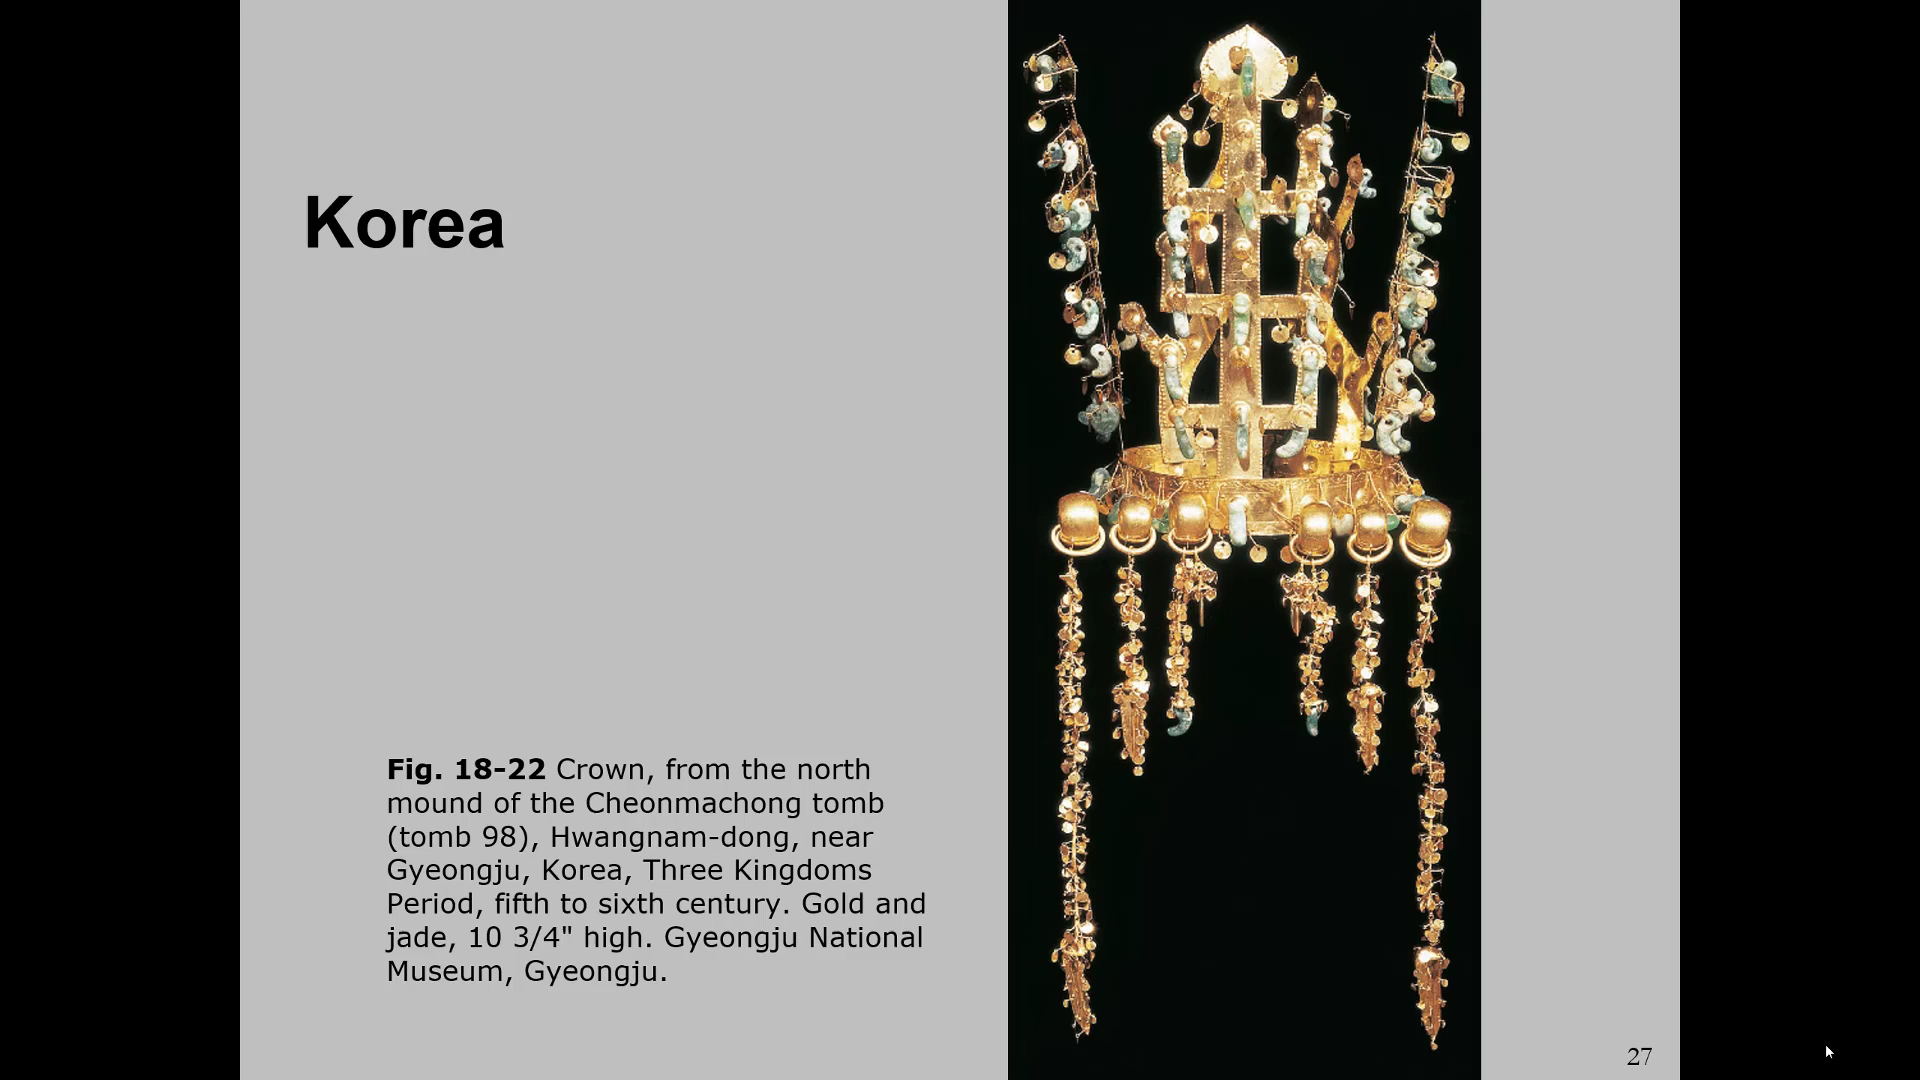 Korea
Fig. 18-22 Crown, from the north
mound of the Cheonmachong tomb
(tomb 98), Hwangnam-dong, near
Gyeongju, Korea, Three Kingdoms
Period, fifth to sixth century. Gold and
jade, 10 3/4" high. Gyeongju National
Museum, Gyeongju.
27